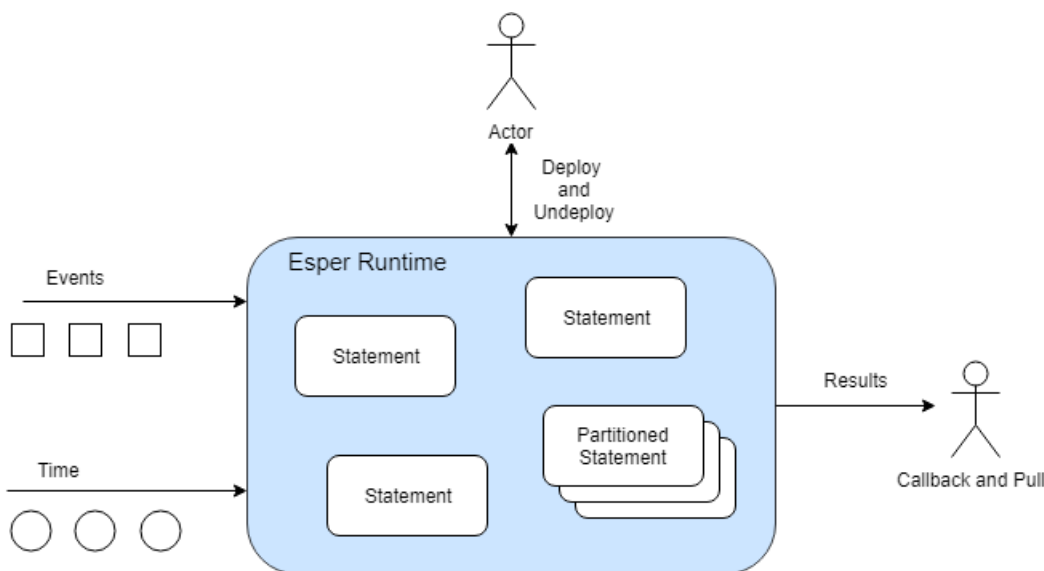 Actor
Deploy
and
Undeploy
Esper Runtime
Events
Statement
Statement
Results
Partitioned
Statement
Time
Statement
Callback and Pull